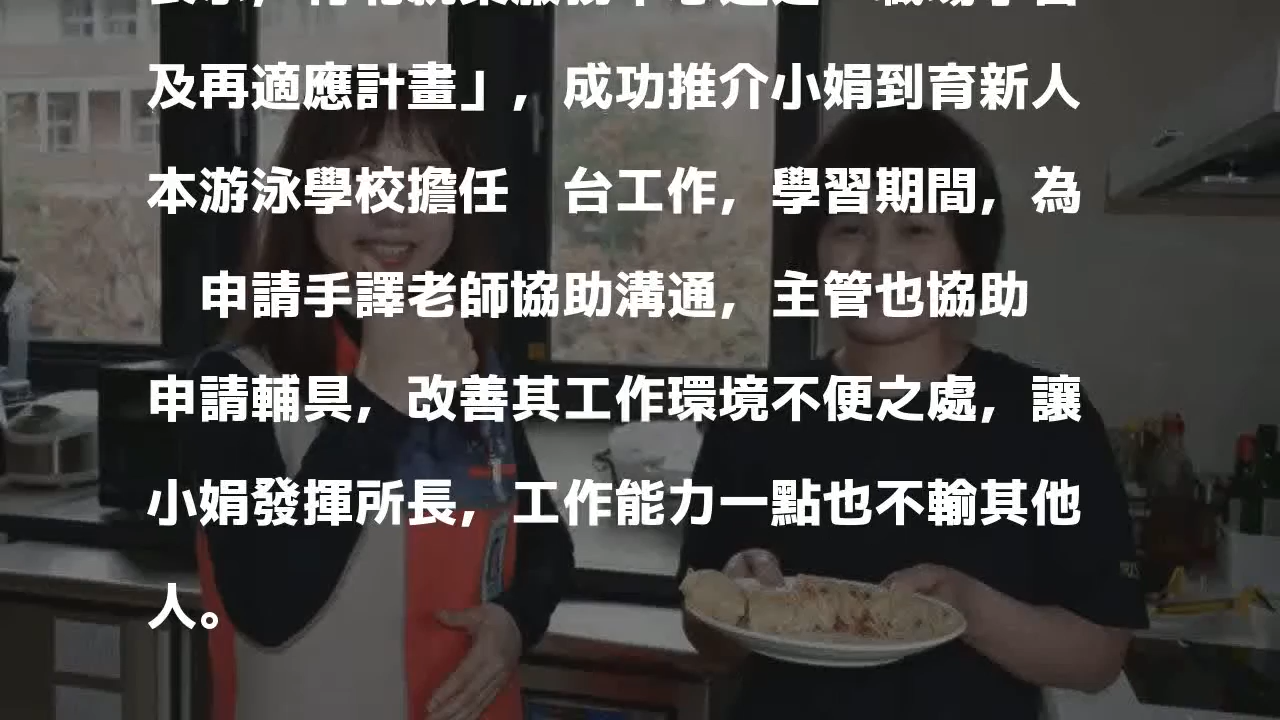 及再適應計畫」，成功推介小娟到育新人
本游泳學校擔任　台工作，學習期間，為
　申請手譯老師協助溝通，主管也協助
申請輔具，改善其工作環境不便之處，讓
小娟發揮所長，工作能力一點也不輸其他
人。